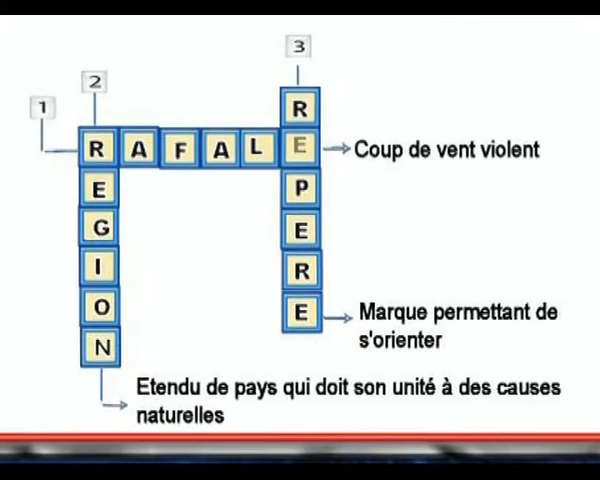 3
2
1
R
RAFALE
Coup de vent violent
E
P
G
E
I
R
O
E
Marque permettant de
s'orienter
N
Etendu de pays qui doit son unité à des causes
naturelles